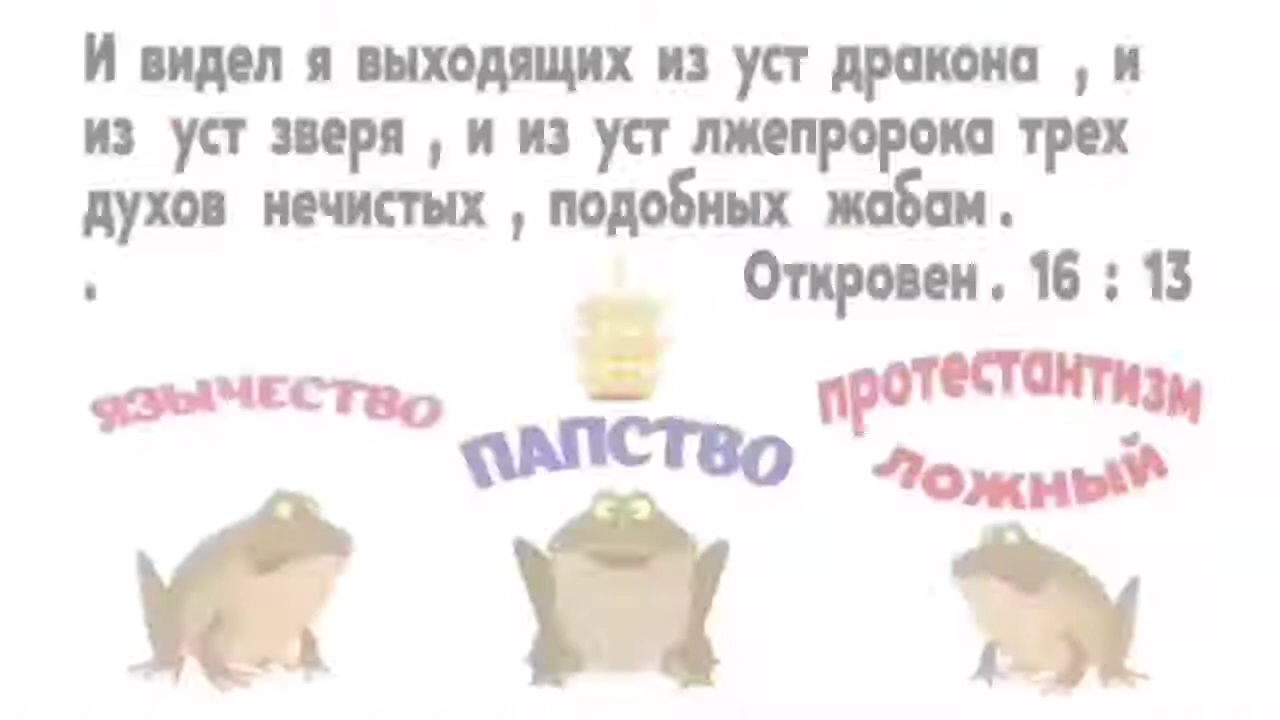 И видел я выходящих из уст дракона , и
из уст зверя , и из уст лжепророка трех
духов нечистых , подобных жабам .
. Откровен . 16 : 13
язычество
ПАПСТВО
протестантизм
ложный